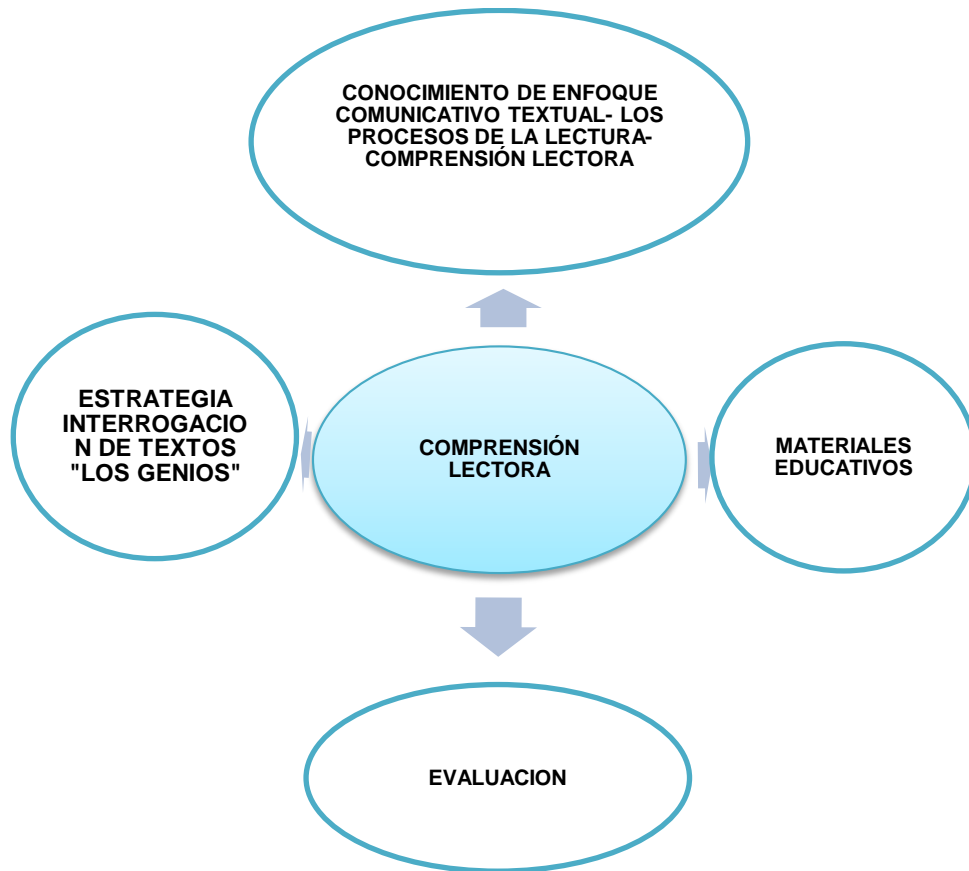 CONOCIMIENTO DE ENFOQUE
COMUNICATIVO TEXTUAL- LOS
PROCESOS DE LA LECTURA-
COMPRENSIÓN LECTORA
ESTRATEGIA
INTERROGACIO
N DE TEXTOS
"LOS GENIOS"
COMPRENSIÓN
LECTORA
MATERIALES
EDUCATIVOS
EVALUACION